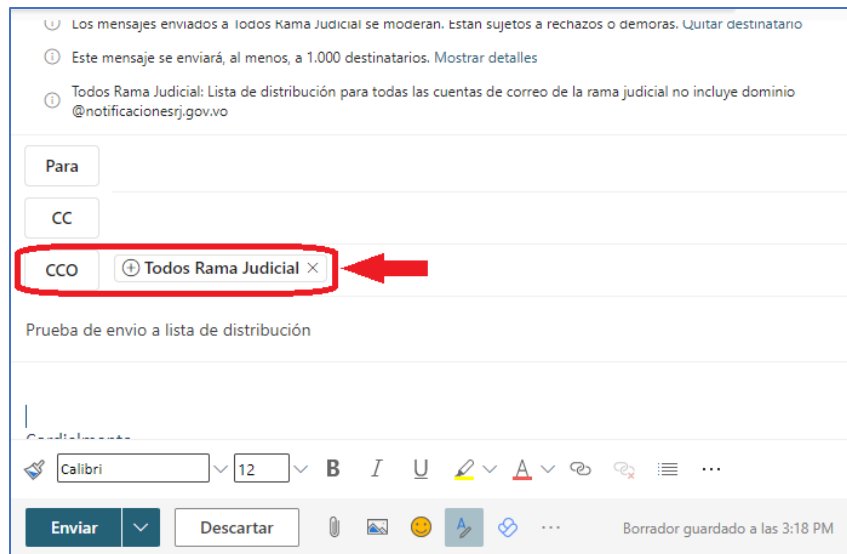 Los mensajes enviados a Todos Rama Judicial se moderan. Están sujetos a rechazos o demoras. Quitar destinatario
Este mensaje se enviará, al menos, a 1.000 destinatarios. Mostrar detalles
Todos Rama Judicial: Lista de distribución para todas las cuentas de correo de la rama judicial no incluye dominio
@notificacionesrj.gov.vo
Para
CC
CCO Todos Rama Judicial
Prueba de envio a lista de distribución
Cordialmente
Calibri 12 B I U A ...
Enviar Descartar ... Borrador guardado a las 3:18 PM